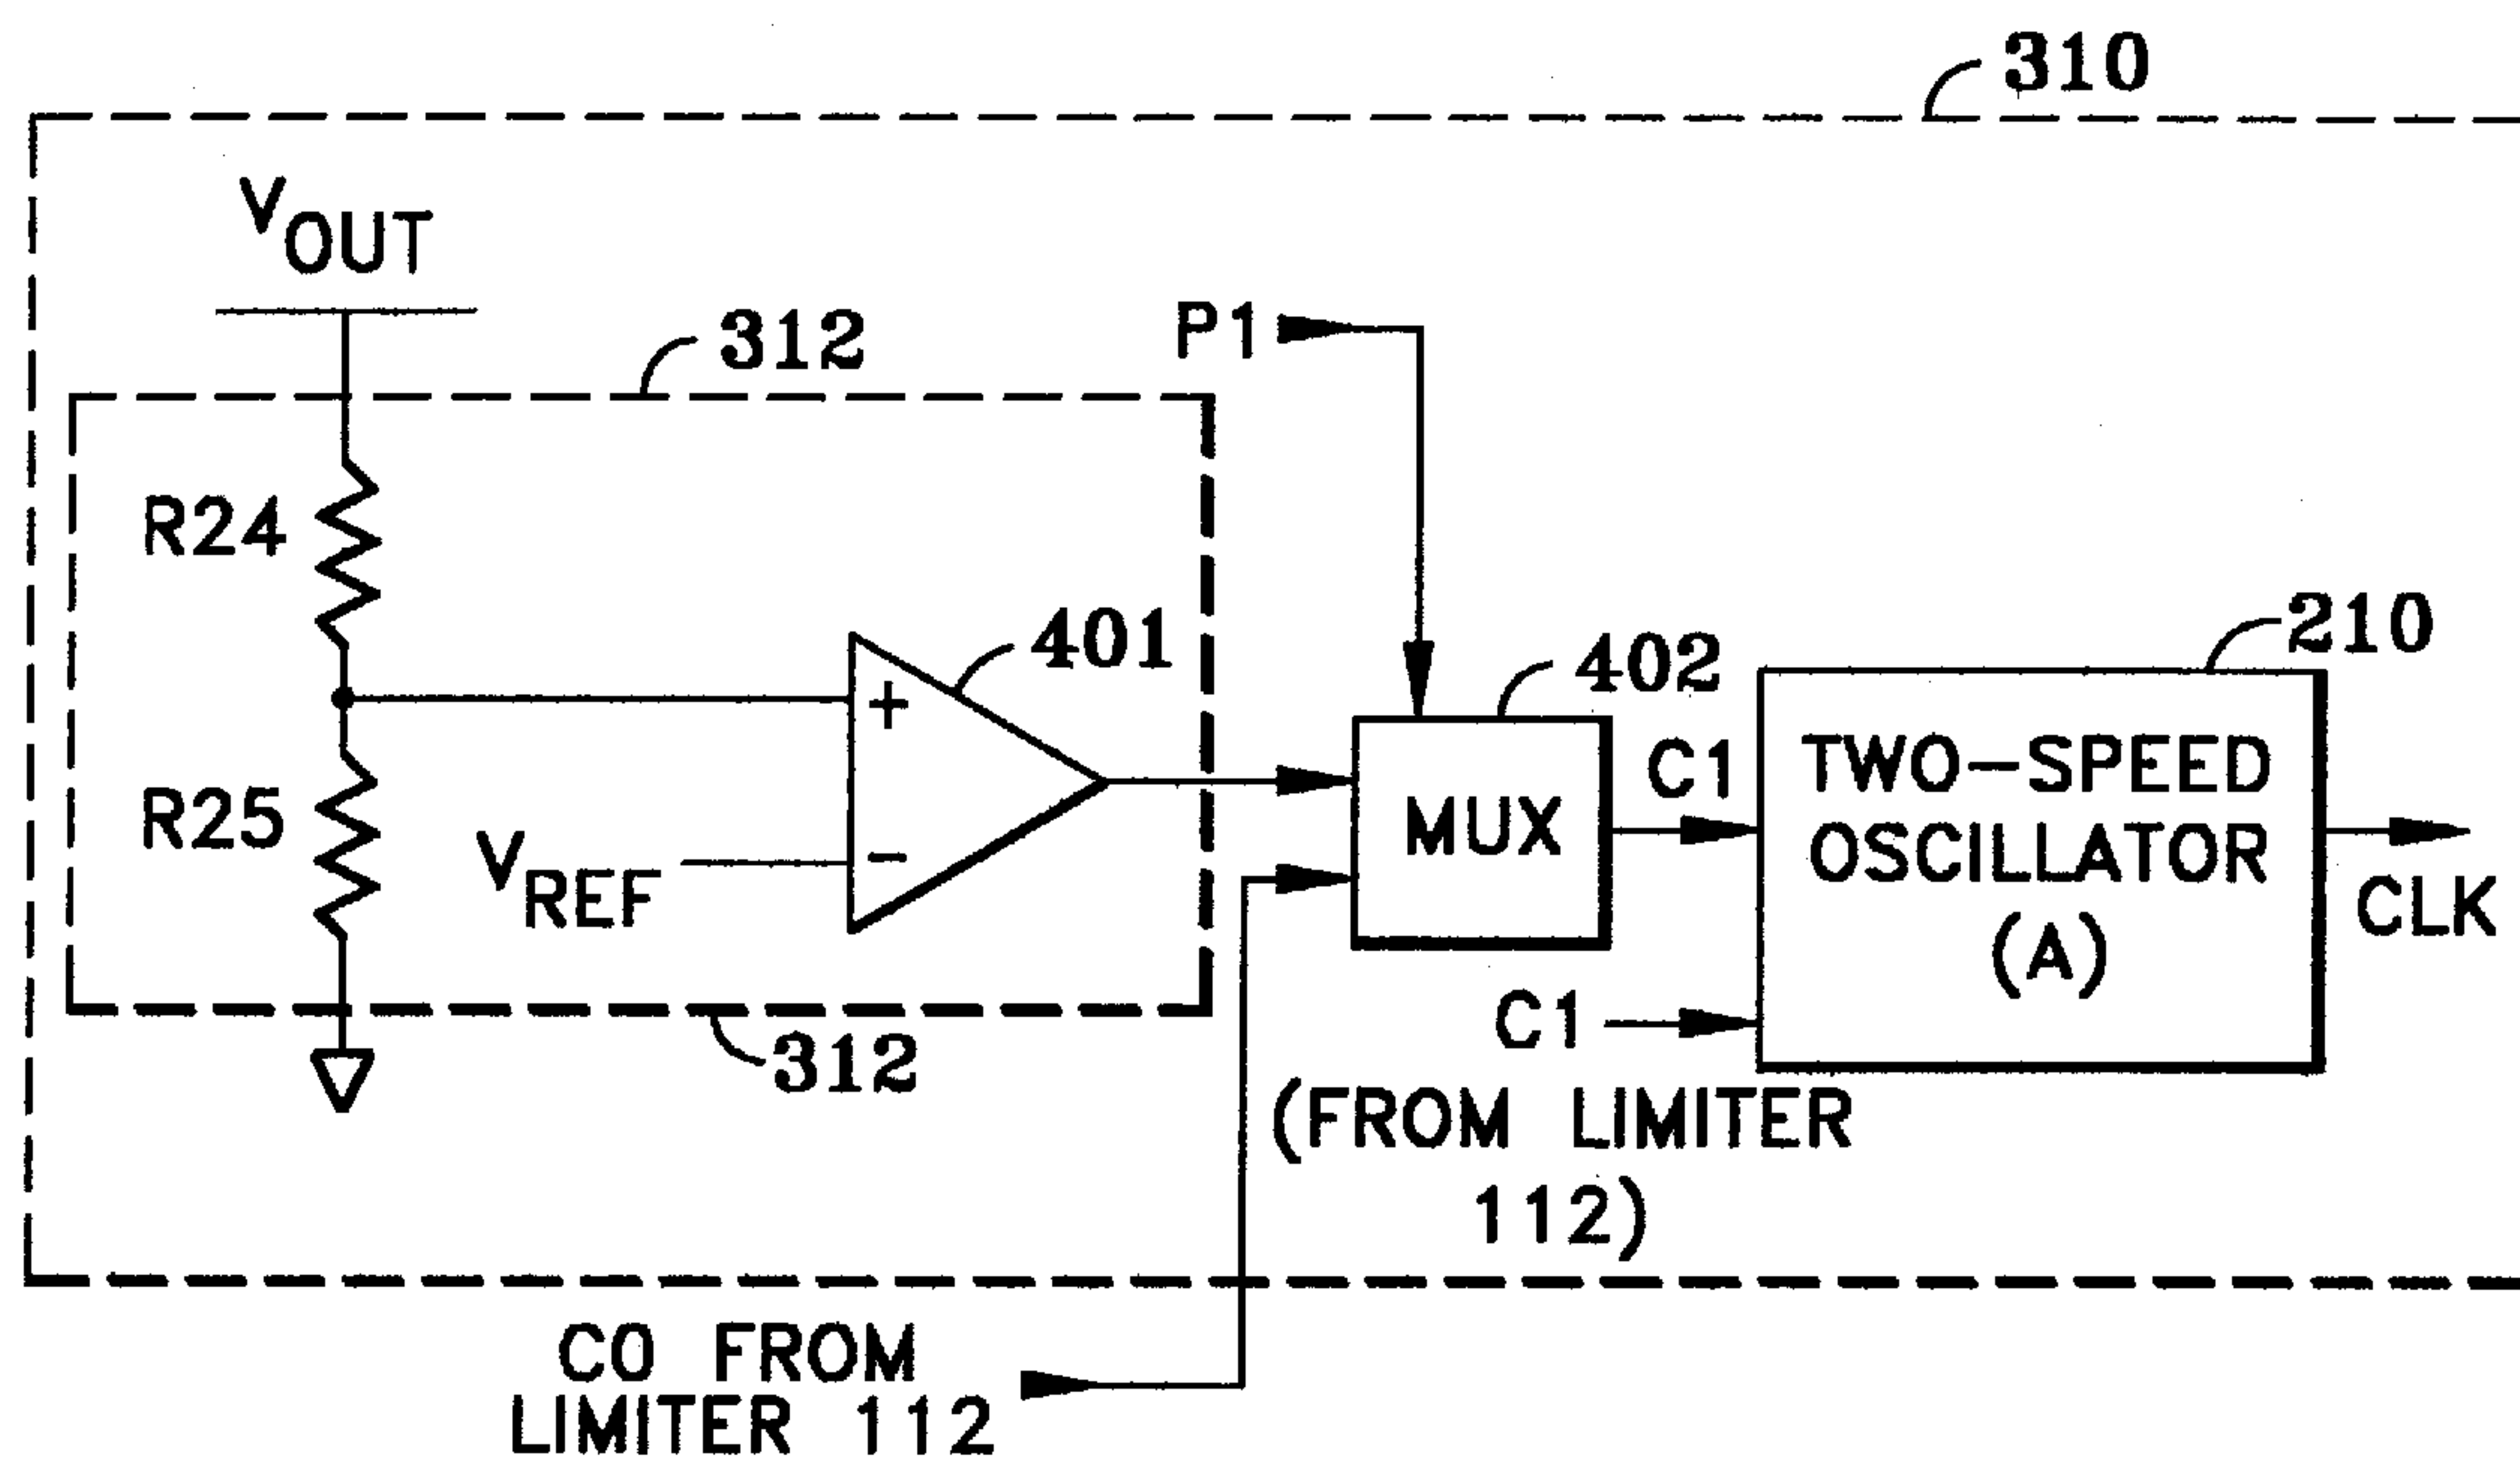 310
VOUT
312
P1
R24
401
402
210
+
C1
TWO-SPEED
OSCILLATOR
(A)
R25
VREF
-
MUX
CLK
C1
312
(FROM LIMITER
112)
CO FROM
LIMITER 112